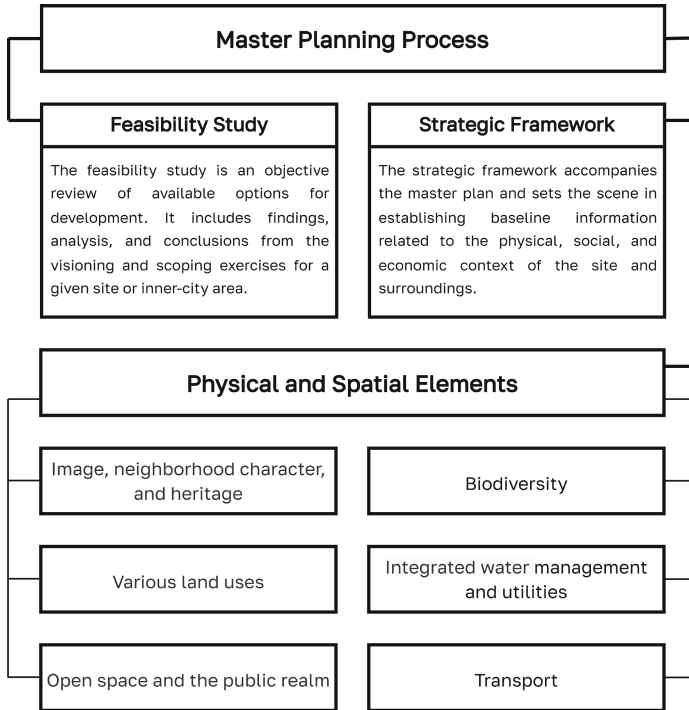 Master Planning Process
Feasibility Study
The feasibility study is an objective
review of available options for
development. It includes findings,
analysis, and conclusions from the
visioning and scoping exercises for a
given site or inner-city area.
Strategic Framework
The strategic framework accompanies
the master plan and sets the scene in
establishing baseline information
related to the physical, social, and
economic context of the site and
surroundings.
Physical and Spatial Elements
Image, neighborhood character,
and heritage
Biodiversity
Various land uses
Integrated water management
and utilities
Open space and the public realm
Transport